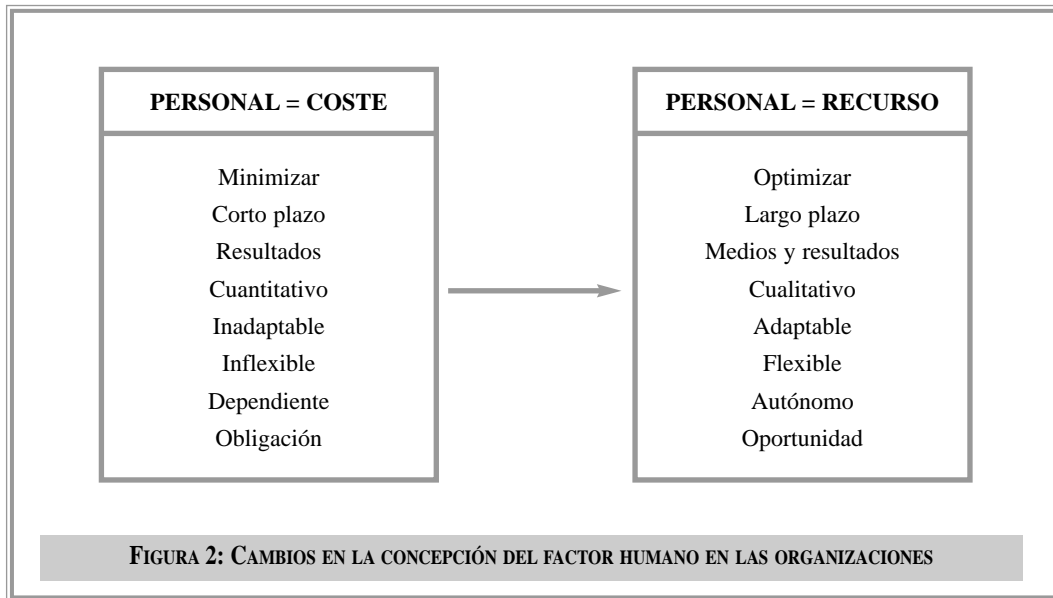 PERSONAL = COSTE
Minimizar
Corto plazo
Resultados
Cuantitativo
Inadaptable
Inflexible
Dependiente
Obligación
PERSONAL = RECURSO
Optimizar
Largo plazo
Medios y resultados
Cualitativo
Adaptable
Flexible
Autónomo
Oportunidad
FIGURA 2: CAMBIOS EN LA CONCEPCIÓN DEL FACTOR HUMANO EN LAS ORGANIZACIONES